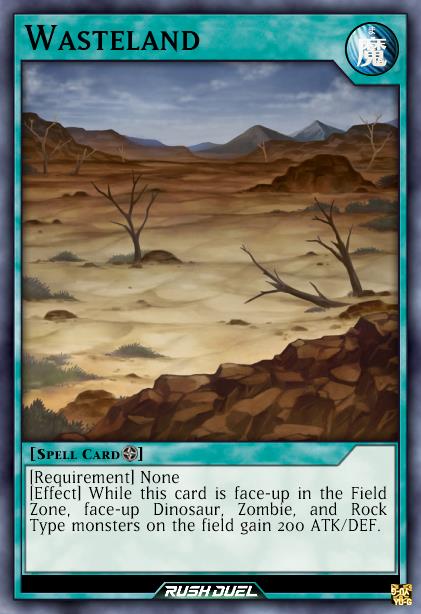 Wasteland
ま
魔
[Spell Card]
[Requirement] None
[Effect] While this card is face-up in the Field
Zone, face-up Dinosaur, Zombie, and Rock
Type monsters on the field gain 200 ATK/DEF.
RUSH DUEL